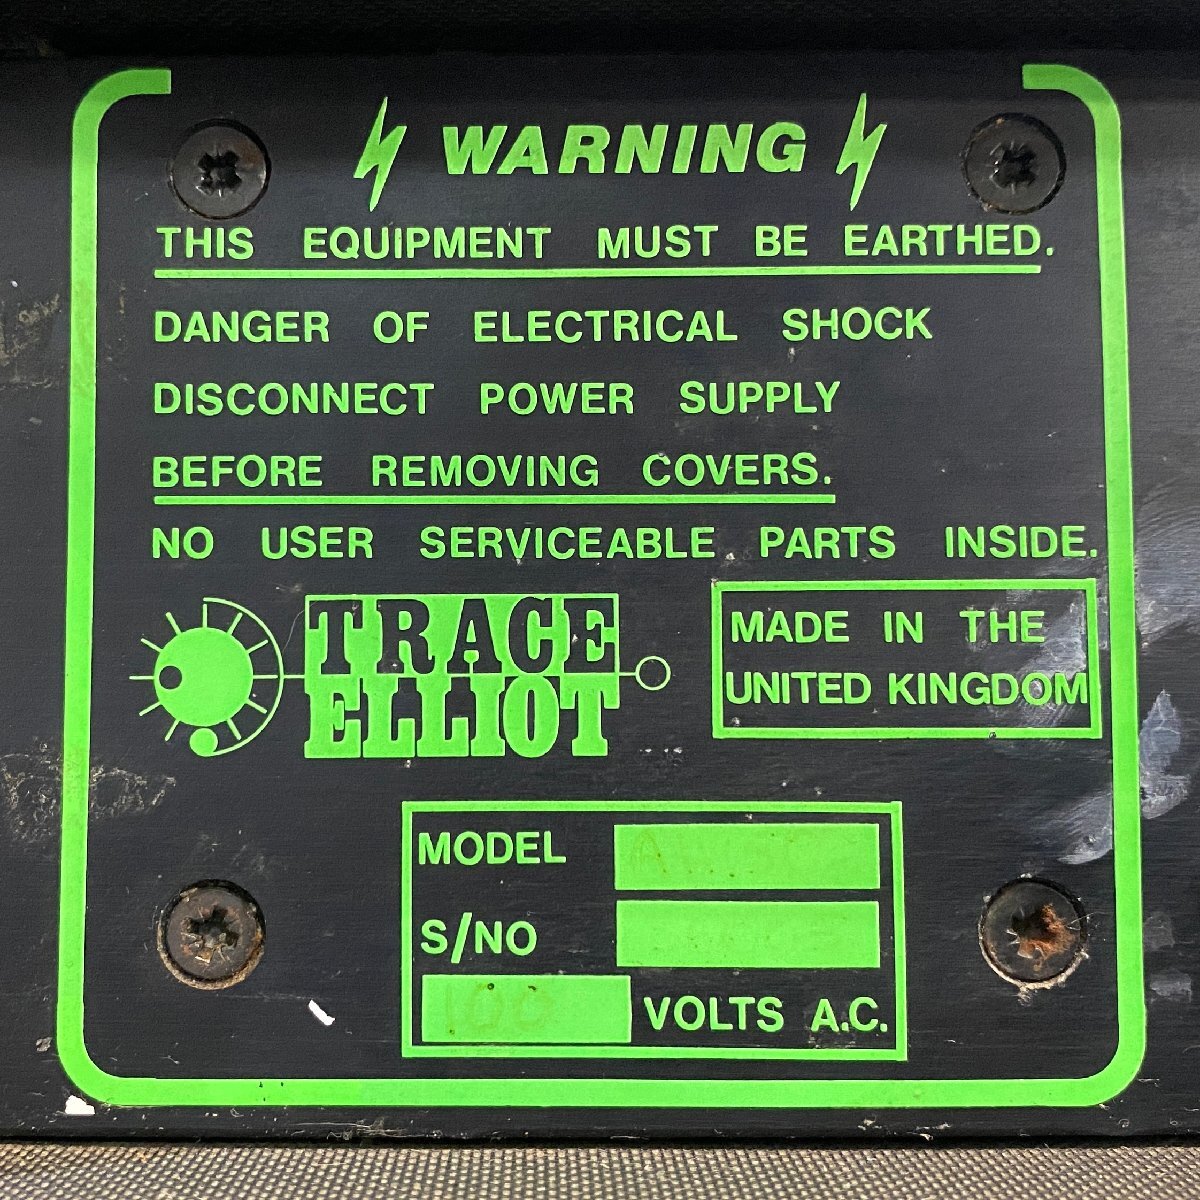 WARNING
THIS EQUIPMENT MUST BE EARTHED.
DANGER OF ELECTRICAL SHOCK
DISCONNECT POWER SUPPLY
BEFORE REMOVING COVERS.
NO USER SERVICEABLE PARTS INSIDE.
TRACE
ELLIOT
MADE IN THE
UNITED KINGDOM
MODEL
S/NO
100 VOLTS A.C.